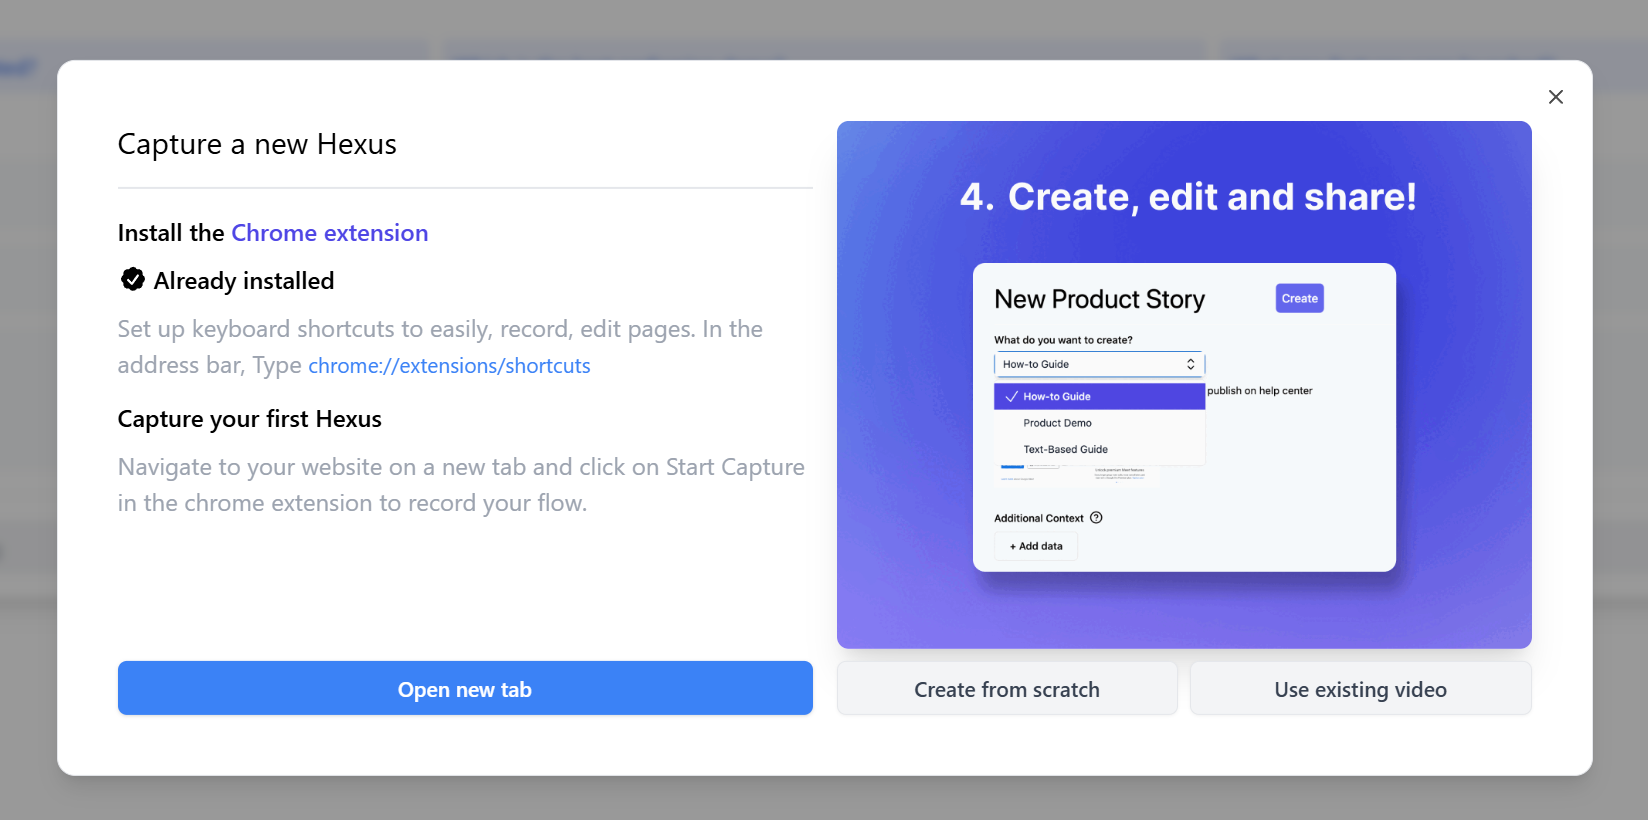 Capture a new Hexus
Install the Chrome extension
Already installed
Set up keyboard shortcuts to easily, record, edit pages. In the
address bar, Type chrome://extensions/shortcuts
Capture your first Hexus
Navigate to your website on a new tab and click on Start Capture
in the chrome extension to record your flow.
Open new tab
4. Create, edit and share!
New Product Story
Create
What do you want to create?
How-to Guide
How-to Guide
publish on help center
Product Demo
Text-Based Guide
Additional Context
+ Add data
Create from scratch
Use existing video